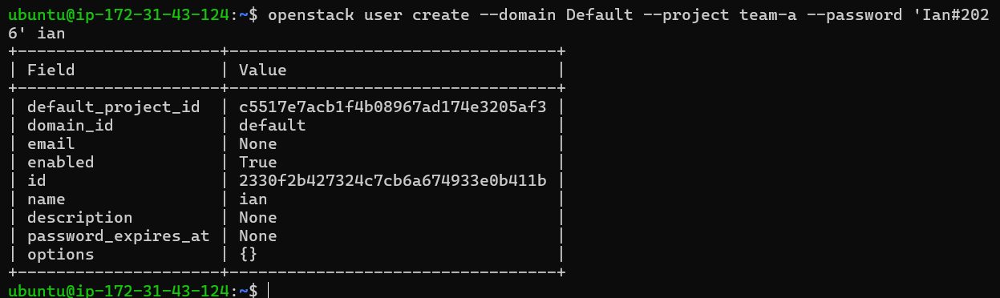 ubuntu@ip-172-31-43-124:~$ openstack user create --domain Default --project team-a --password 'Ian#202
6' ian
+---------------------+----------------------------------+
| Field               | Value                            |
+---------------------+----------------------------------+
| default_project_id  | c5517e7acb1f4b08967ad174e3205af3 |
| domain_id           | default                          |
| email               | None                             |
| enabled             | True                             |
| id                  | 2330f2b427324c7cb6a674933e0b411b |
| name                | ian                              |
| description         | None                             |
| password_expires_at | None                             |
| options             | {}                               |
+---------------------+----------------------------------+
ubuntu@ip-172-31-43-124:~$